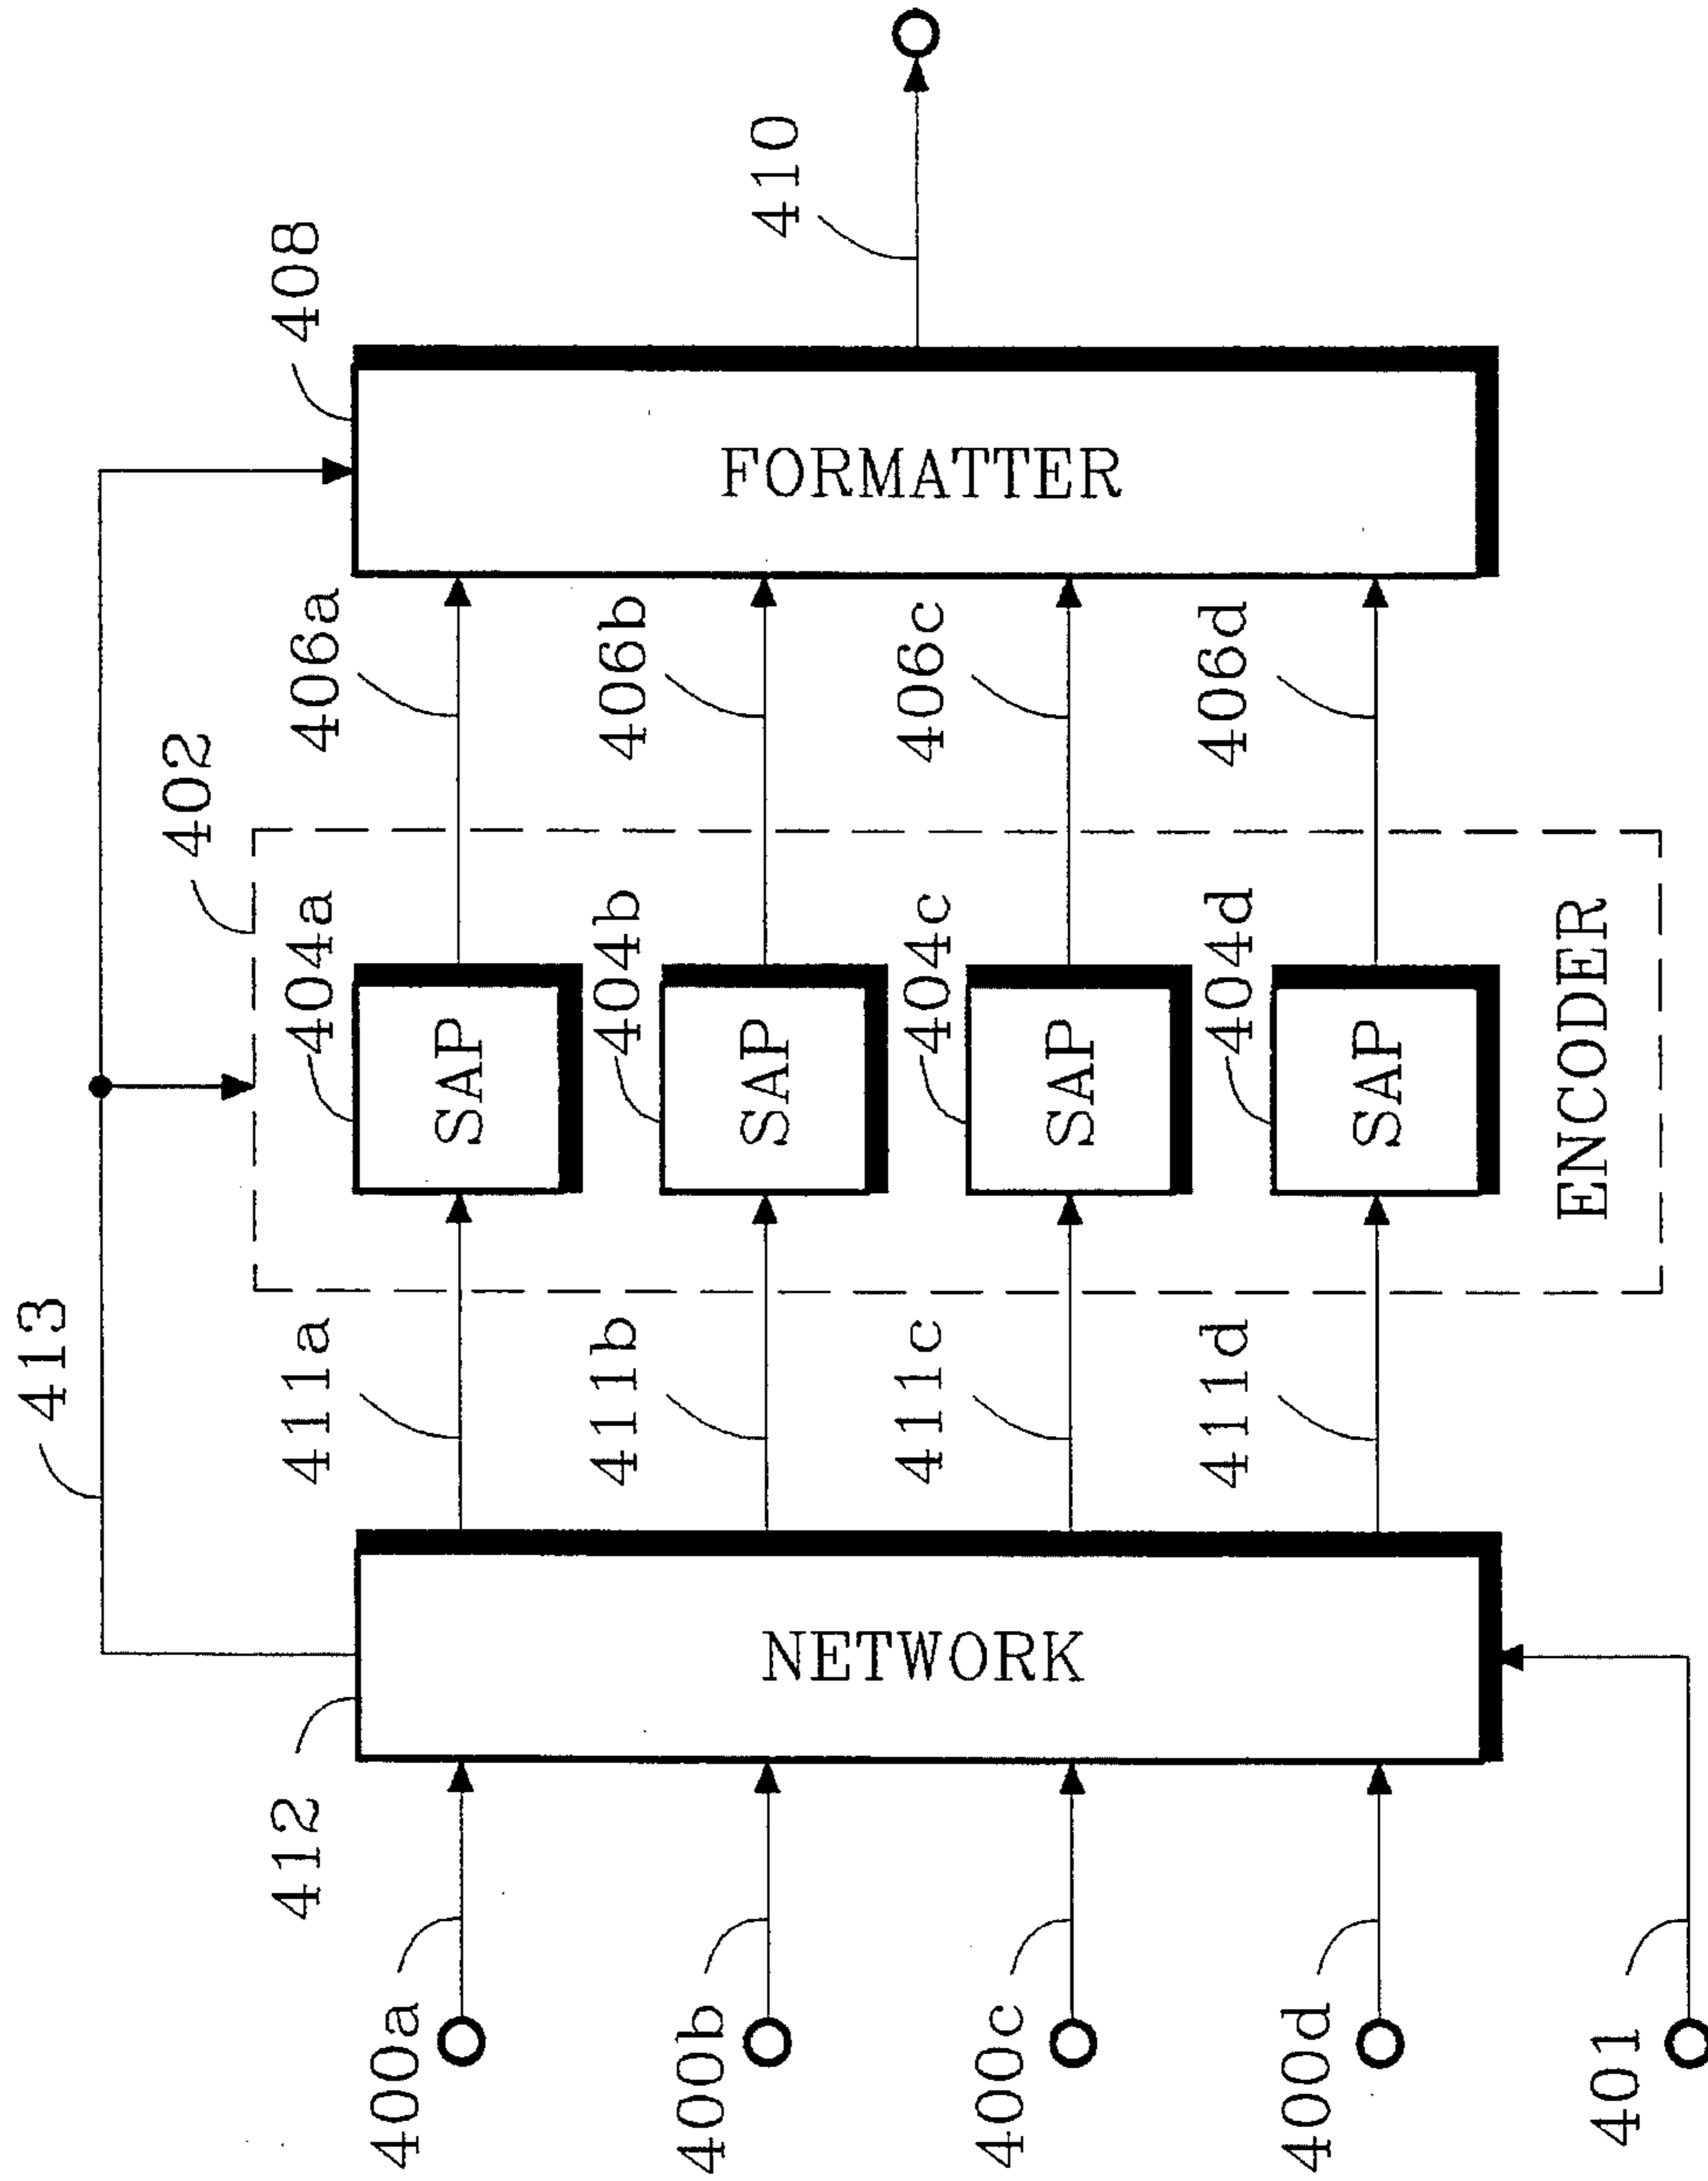 413
402
408
410
412
411a
404a
406a
SAP
411b
404b
406b
SAP
NETWORK
FORMATTER
411c
404c
406c
SAP
411d
404d
406d
SAP
ENCODER
400a
400b
400c
400d
401